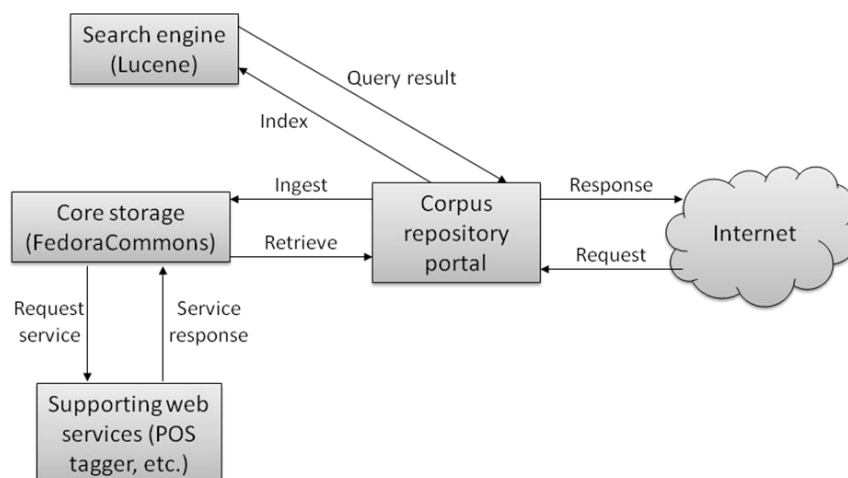 Search engine
(Lucene)
Query result
Index
Ingest
Response
Core storage
(FedoraCommons)
Corpus
repository
portal
Internet
Retrieve
Request
Request
service
Service
response
Supporting web
services (POS
tagger, etc.)